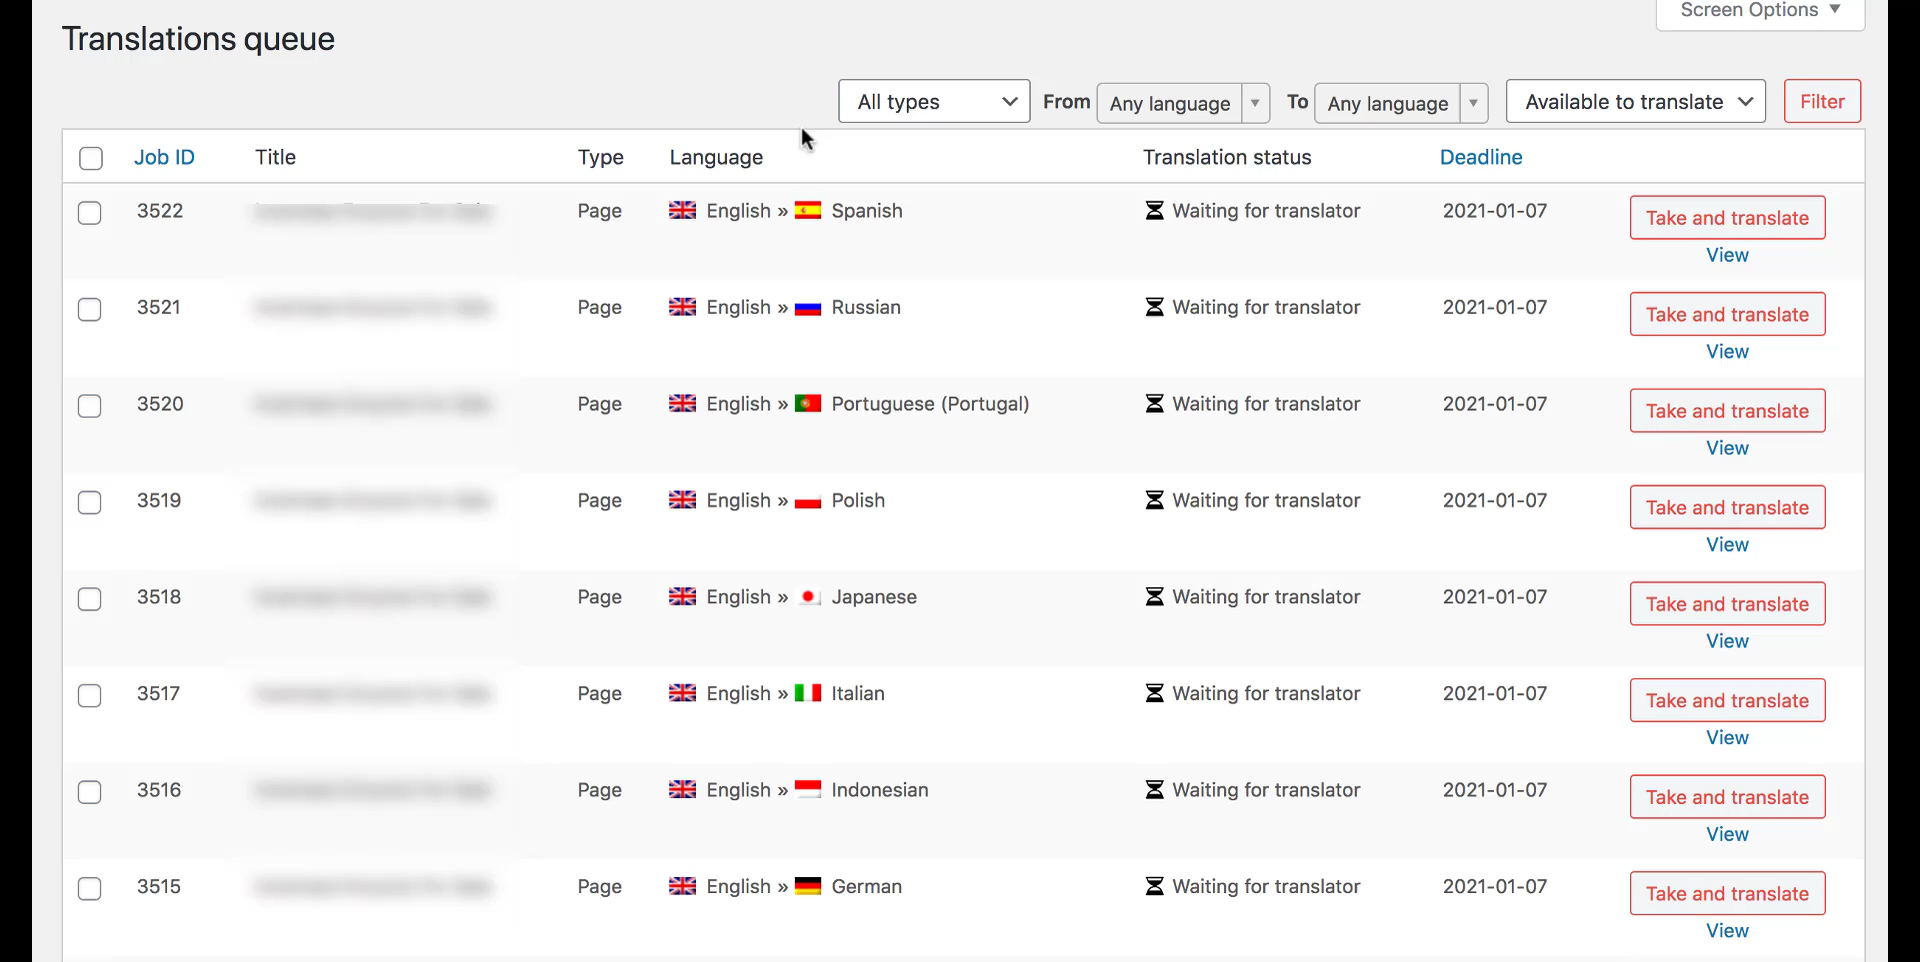 Screen Options ▼
Translations queue
All types From Any language ▼ To Any language ▼ Available to translate Filter
Job ID Title Type Language Translation status Deadline
3522 Page English » Spanish Waiting for translator 2021-01-07 Take and translate
View
3521 Page English » Russian Waiting for translator 2021-01-07 Take and translate
View
3520 Page English » Portuguese (Portugal) Waiting for translator 2021-01-07 Take and translate
View
3519 Page English » Polish Waiting for translator 2021-01-07 Take and translate
View
3518 Page English » Japanese Waiting for translator 2021-01-07 Take and translate
View
3517 Page English » Italian Waiting for translator 2021-01-07 Take and translate
View
3516 Page English » Indonesian Waiting for translator 2021-01-07 Take and translate
View
3515 Page English » German Waiting for translator 2021-01-07 Take and translate
View